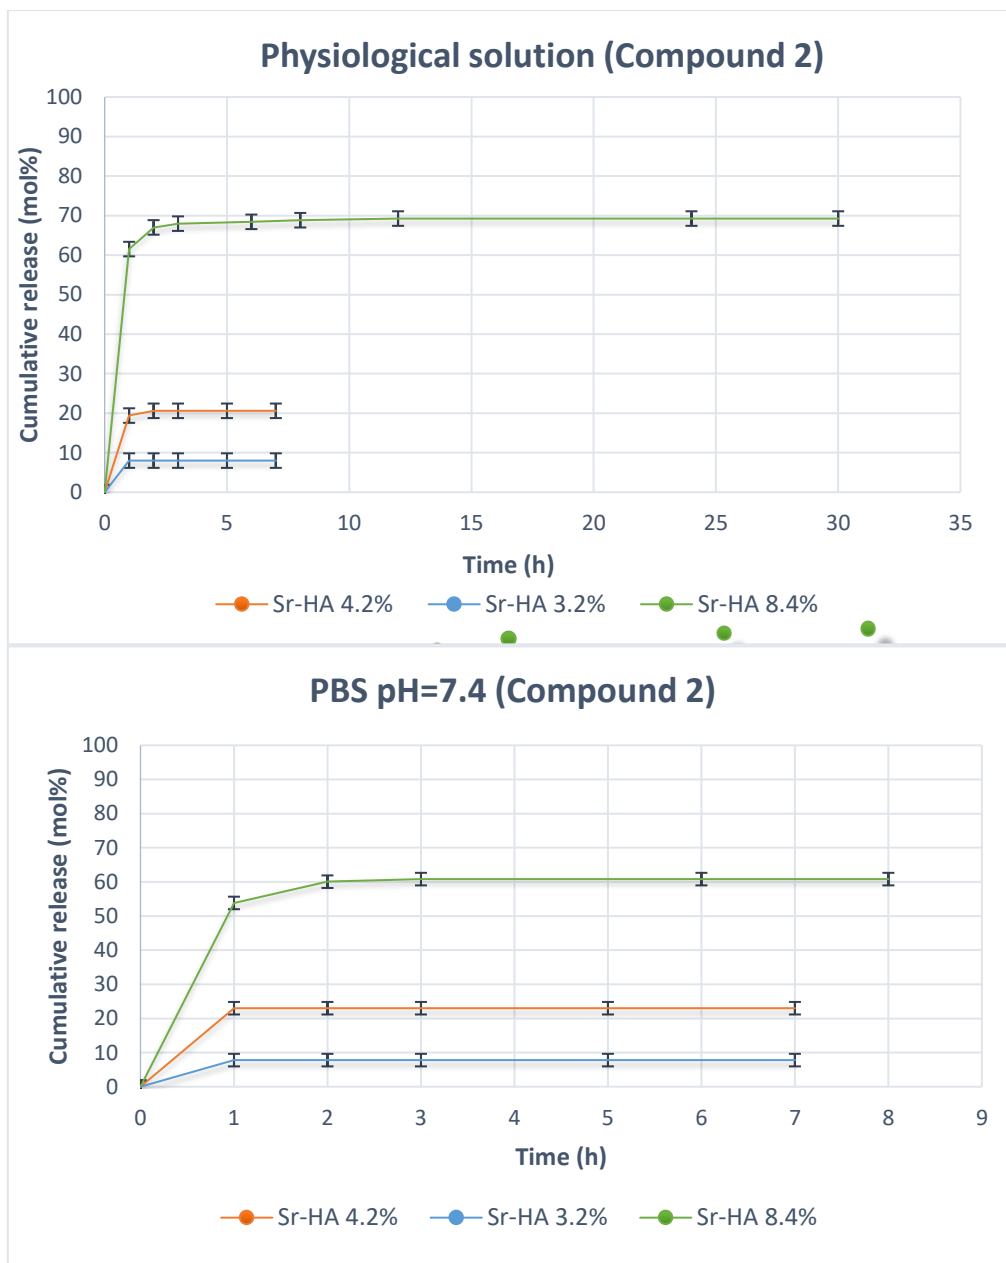 Physiological solution (Compound 2)
100
90
80
70
60
50
40
30
20
10
0
Cumulative release (mol%)
0 5 10 15 20 25 30 35
Time (h)
Sr-HA 4.2% Sr-HA 3.2% Sr-HA 8.4%
PBS pH=7.4 (Compound 2)
100
90
80
70
60
50
40
30
20
10
0
Cumulative release (mol%)
0 1 2 3 4 5 6 7 8 9
Time (h)
Sr-HA 4.2% Sr-HA 3.2% Sr-HA 8.4%